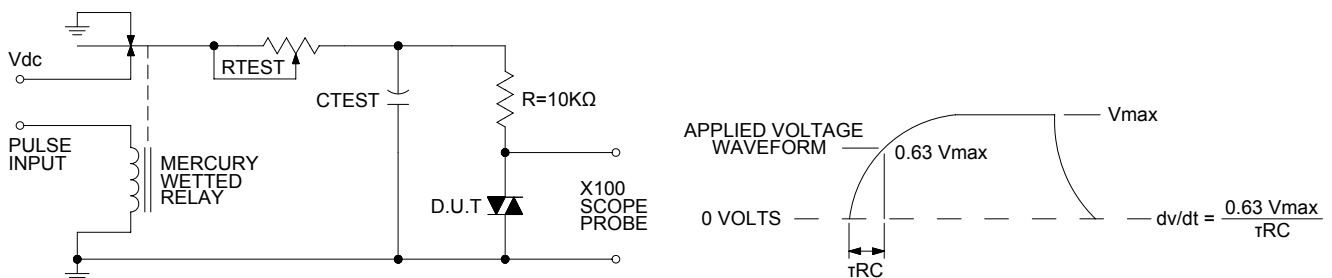 Vdc
RTEST
PULSE
INPUT
MERCURY
WETTED
RELAY
CTEST
R=10KΩ
D.U.T
X100
SCOPE
PROBE
APPLIED VOLTAGE
WAVEFORM
0.63 Vmax
Vmax
0 VOLTS
dv/dt = 0.63 Vmax
τRC
τRC